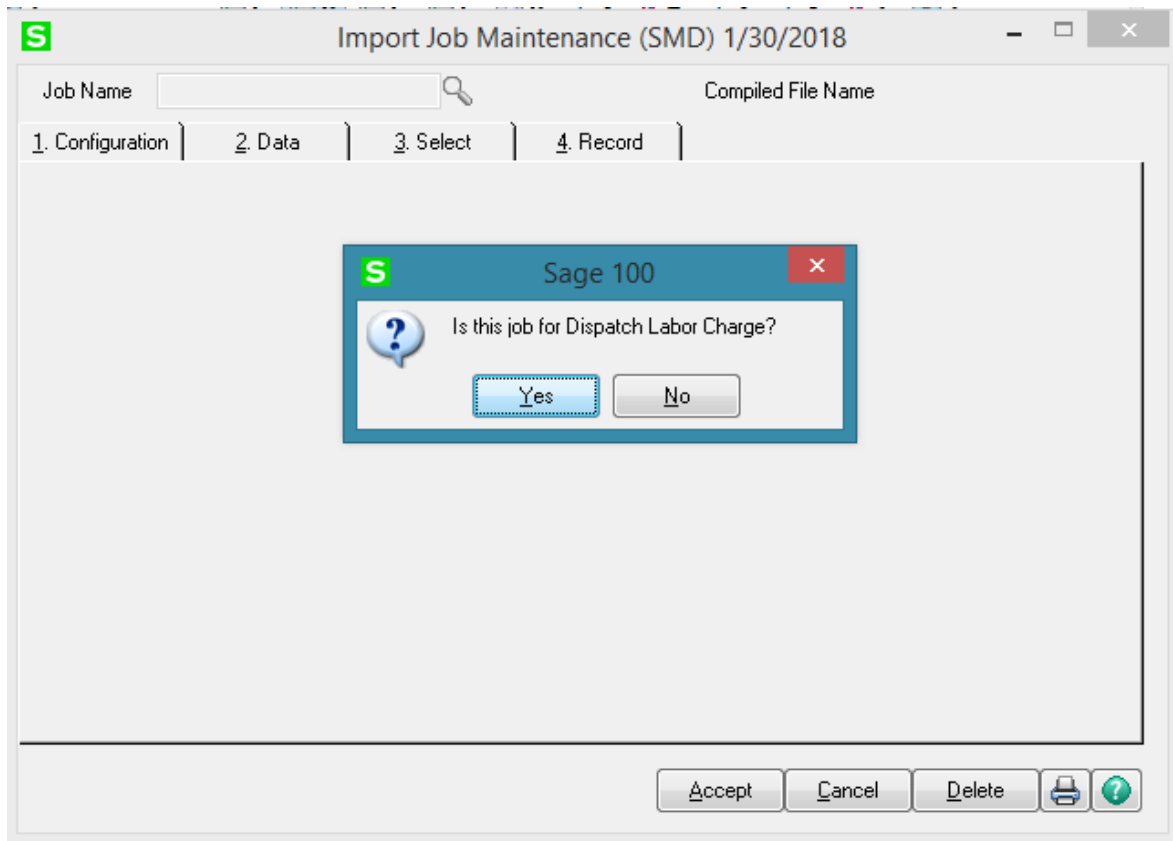 S Import Job Maintenance (SMD) 1/30/2018
Job Name Compiled File Name
1. Configuration 2. Data 3. Select 4. Record
S Sage 100
? Is this job for Dispatch Labor Charge?
Yes No
Accept Cancel Delete ?